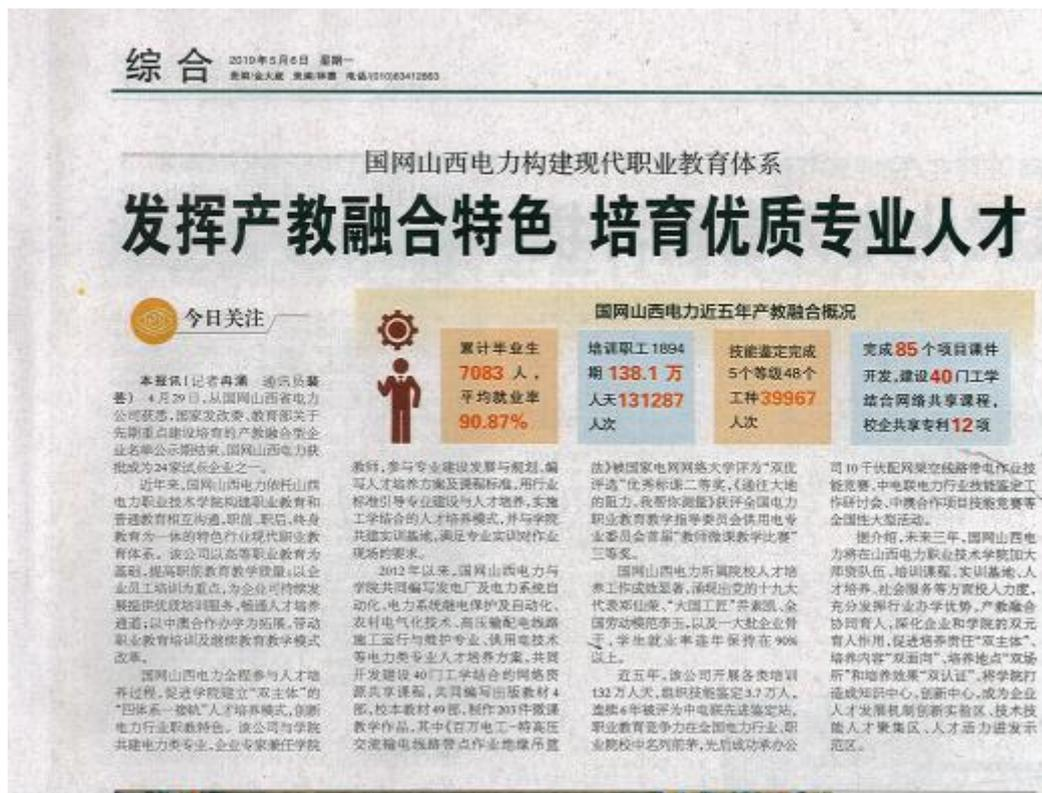 综合
2019年5月6日 星期一
电话/(010)63412863
国网山西电力构建现代职业教育体系
发挥产教融合特色 培育优质专业人才
今日关注
国网山西电力近五年产教融合概况
累计毕业生
7083 人，
平均就业率
90.87%
培训职工1894
期 138.1 万
人天131287
人次
技能鉴定完成
5个等级48个
工种39967
人次
完成85个项目课件
开发，建设40门工学
结合网络共享课程，
校企共享专利12项
本报讯（记者冉涌 通讯员
4月29日，从国网山西省电力
公司获悉，国家发改委、教育部关于
先期重点建设培育的产教融合型企
业名单公示期结束，国网山西电力获
批成为24家试点企业之一。
近年来，国网山西电力依托山西
电力职业技术学院构建职业教育和
普通教育相互沟通，职前、职后、终身
教育为一体的特色行业现代职业教
育体系。该公司以高等职业教育为
基础，提高职前教育教学质量；以企
业员工培训为重点，为企业可持续发
展提供优质培训服务，畅通人才培养
通道；以中澳合作办学为拓展，带动
职业教育培训及继续教育教学模式
改革。
国网山西电力全程参与人才培
养过程，促进学院建立“双主体”的
“四体系一接轨”人才培养模式，创新
电力行业职教特色。该公司与学院
共建电力类专业，企业专家兼任学院
教师，参与专业建设发展与规划，编
写人才培养方案及课程标准，用行业
标准引导专业建设与人才培养，实施
工学结合的人才培养模式，并与学院
共建实训基地，满足专业实训对作业
现场的要求。
2012年以来，国网山西电力与
学院共同编写发电厂及电力系统自
动化、电力系统继电保护及自动化、
农村电气化技术、高压输配电线路
施工运行与维护专业、供用电技术
等电力类专业人才培养方案，共同
开发建设40门工学结合的网络资
源共享课程，共同编写出版教材4
部，校本教材49部，制作203件微课
教学作品，其中《百万电工-特高压
交流输电线路带点作业绝缘吊篮
法》被国家电网网络大学评为“双优
评选”优秀标课二等奖，《通往大地
的阻力，我帮你测量》获评全国电力
职业教育教学指导委员会供用电专
业委员会首届“教师微课教学比赛”
三等奖。
国网山西电力所属院校人才培
养工作成效显著，涌现出党的十九大
代表郑仙荣、“大国工匠” 全
国劳动模范李玉，以及一大批企业骨
干，学生就业率连年保持在90%
以上。
近五年，该公司开展各类培训
132万人天，组织技能鉴定3.7万人，
连续6年被评为中电联先进鉴定站，
职业教育竞争力在全国电力行业、职
业院校中名列前茅，先后成功承办公
司10千伏配网架空线路带电作业技
能竞赛、中电联电力行业技能鉴定工
作研讨会、中澳合作项目技能竞赛等
全国性大型活动。
据介绍，未来三年，国网山西电
力将在山西电力职业技术学院加大
师资队伍、培训课程、实训基地、人
才培养、社会服务等方面投入力度，
充分发挥行业办学优势，产教融合
协同育人，深化企业和学院的双元
育人作用，促进培养责任“双主体”、
培养内容“双面向”、培养地点“双场
所”和培养效果“双认证”，将学院打
造成知识中心、创新中心，成为企业
人才发展机制创新实验区、技术技
能人才聚集区、人才活力迸发示
范区。